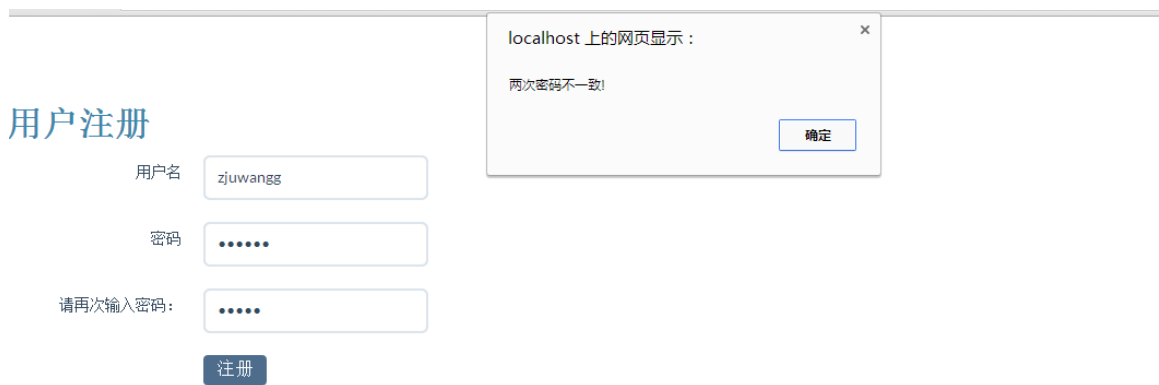 localhost 上的网页显示：
×
两次密码不一致!
确定
用户注册
用户名
zjuwangg
密码
••••••
请再次输入密码：
•••••
注册